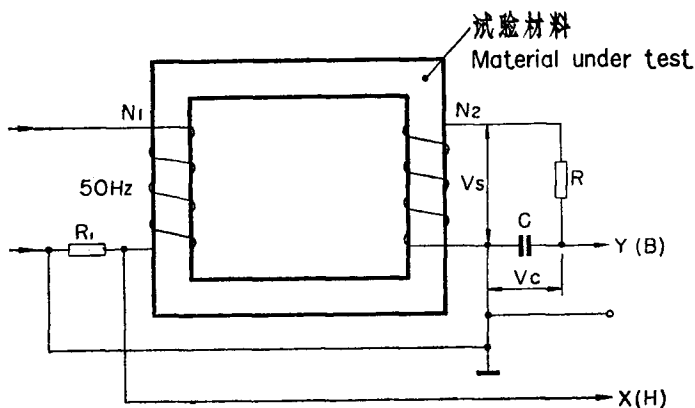 试验材料
Material under test
N1
N2
50Hz
Vs
R
R1
C
Y (B)
Vc
X(H)